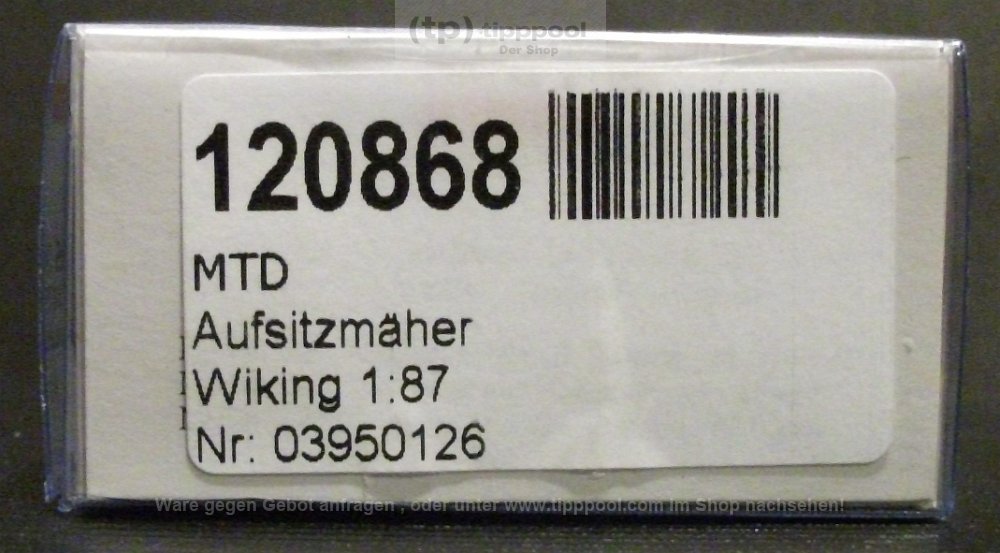 (tp) tipppool
Der Shop
120868
MTD
Aufsitzmäher
Wiking 1:87
Nr: 03950126
Ware gegen Gebot anfragen , oder unter www.tipppool.com im Shop nachsehen!